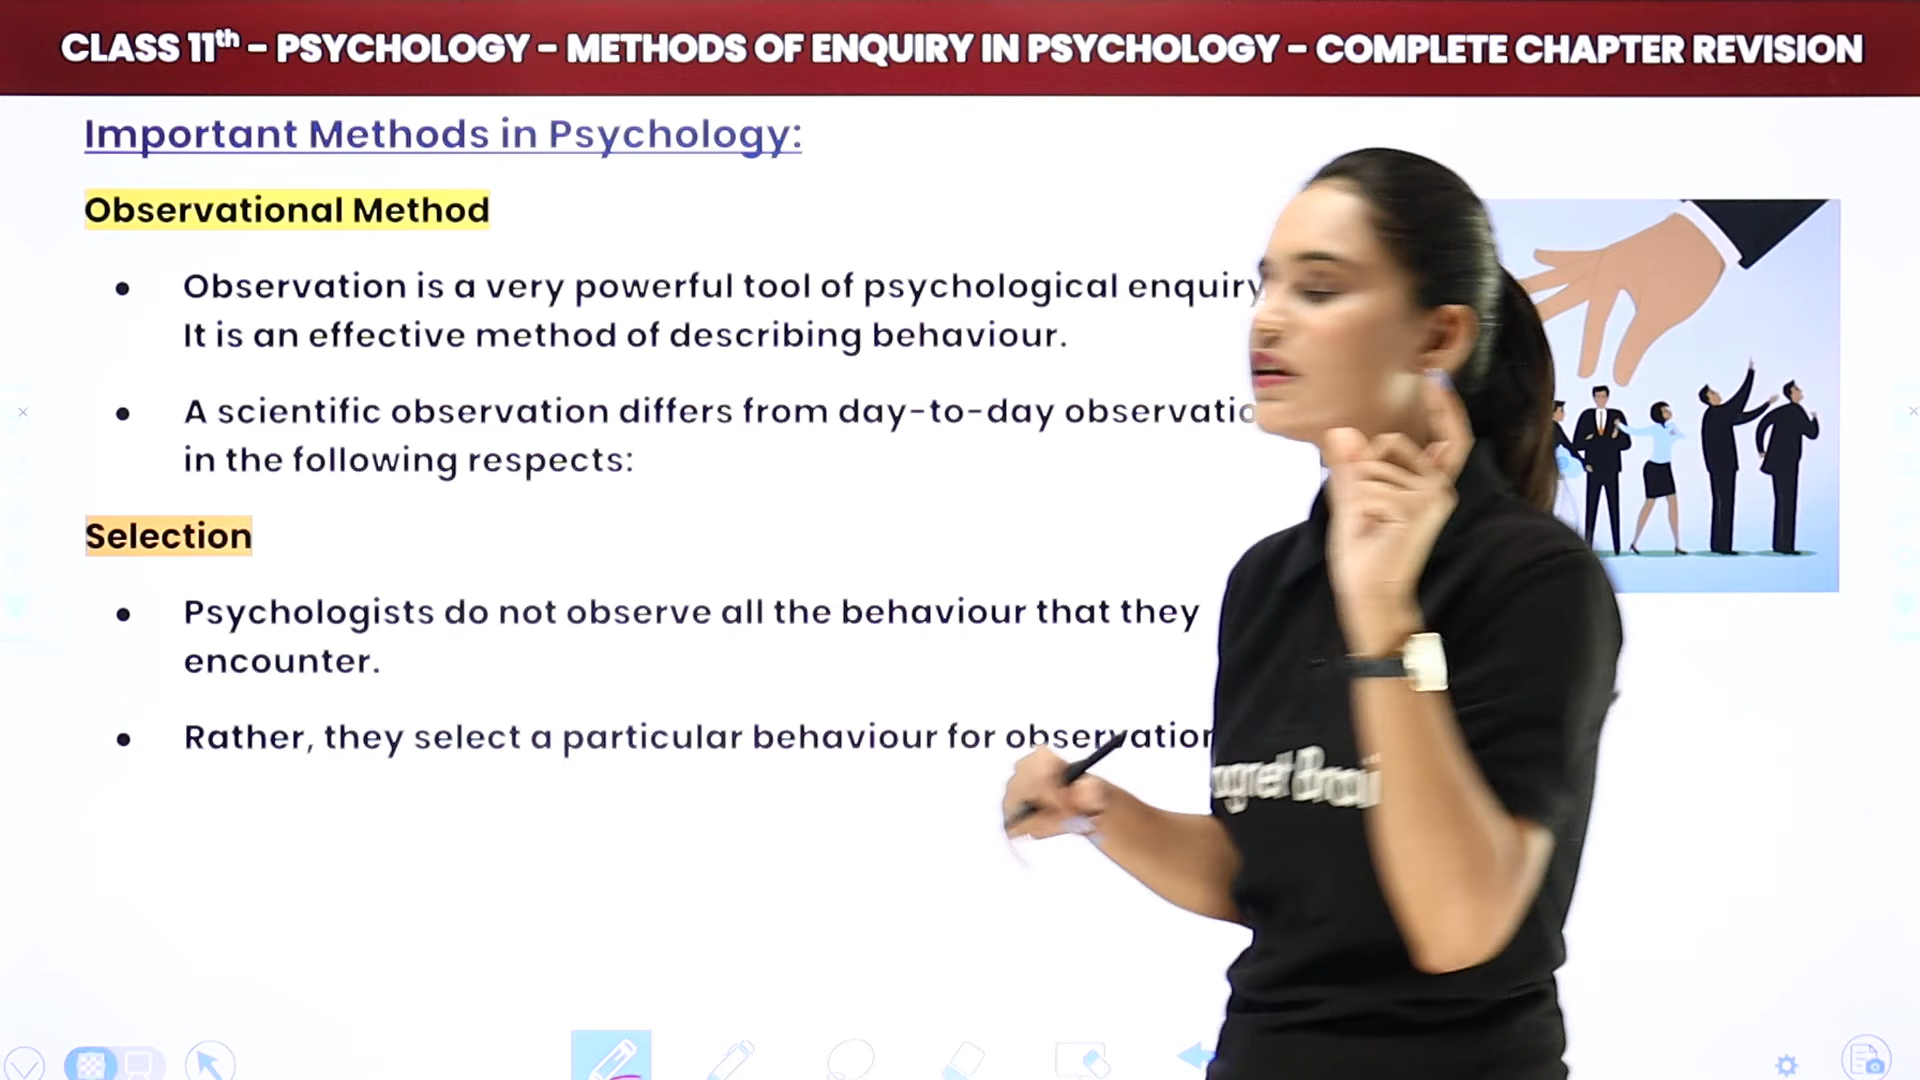 CLASS 11th – PSYCHOLOGY – METHODS OF ENQUIRY IN PSYCHOLOGY – COMPLETE CHAPTER REVISION
Important Methods in Psychology:
Observational Method
• Observation is a very powerful tool of psychological enquiry
It is an effective method of describing behaviour.
• A scientific observation differs from day-to-day
in the following respects:
Selection
• Psychologists do not observe all the behaviour that they
encounter.
• Rather, they select a particular behaviour for